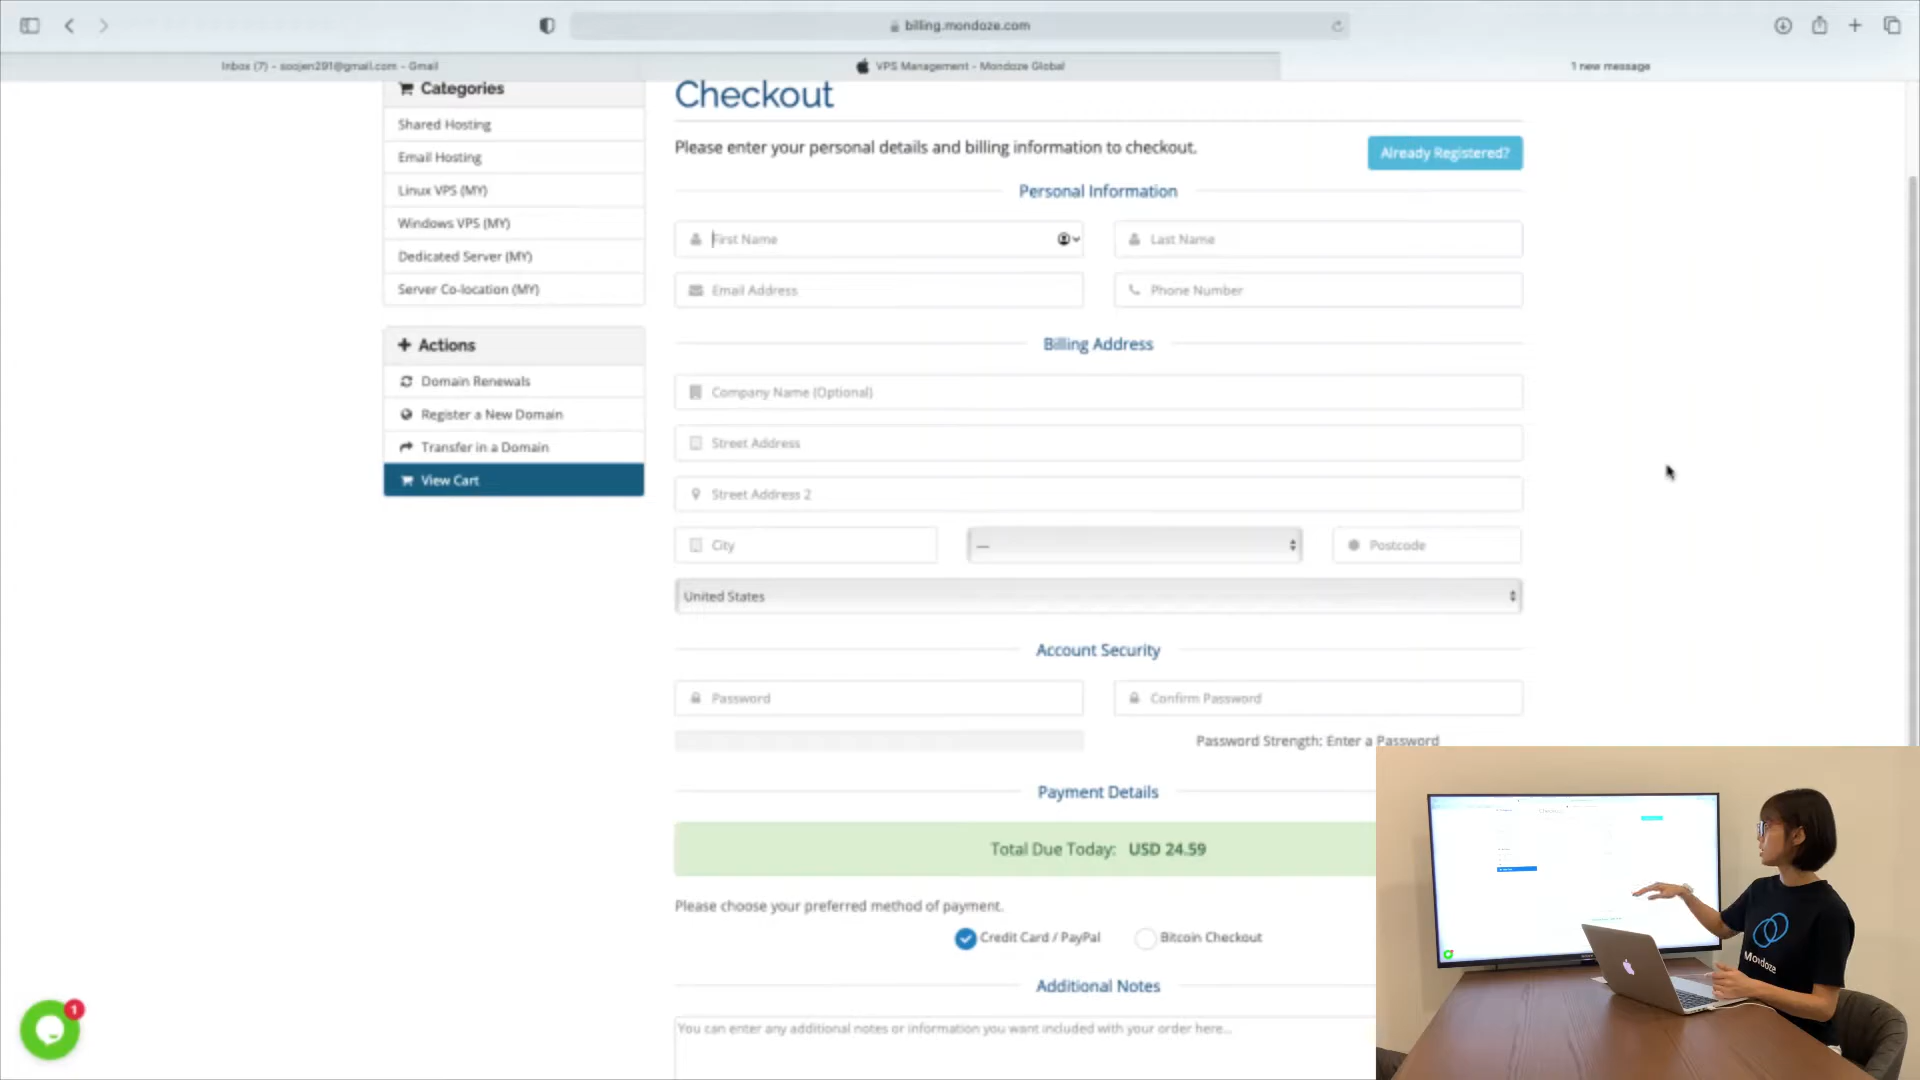 billing.mondoze.com
Inbox (7) - soojen291@gmail.com - Gmail
VPS Management - Mondoze Global
1 new message
Categories
Shared Hosting
Email Hosting
Linux VPS (MY)
Windows VPS (MY)
Dedicated Server (MY)
Server Co-location (MY)
Actions
Domain Renewals
Register a New Domain
Transfer in a Domain
View Cart
Checkout
Please enter your personal details and billing information to checkout.
Already Registered?
Personal Information
First Name
Last Name
Email Address
Phone Number
Billing Address
Company Name (Optional)
Street Address
Street Address 2
City
—
Postcode
United States
Account Security
Password
Confirm Password
Password Strength: Enter a Password
Payment Details
Total Due Today: USD 24.59
Please choose your preferred method of payment.
Credit Card / PayPal
Bitcoin Checkout
Additional Notes
You can enter any additional notes or information you want included with your order here...
1
Mondoze